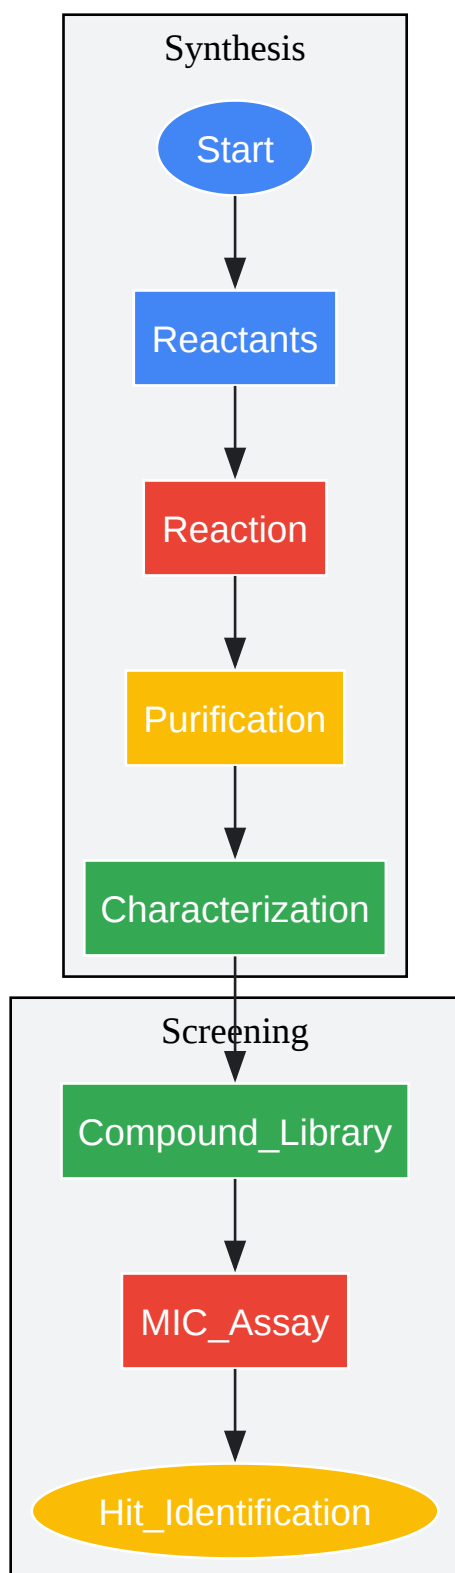 Synthesis
Start
Reactants
Reaction
Purification
Characterization
Screening
Compound_Library
MIC_Assay
Hit_Identification